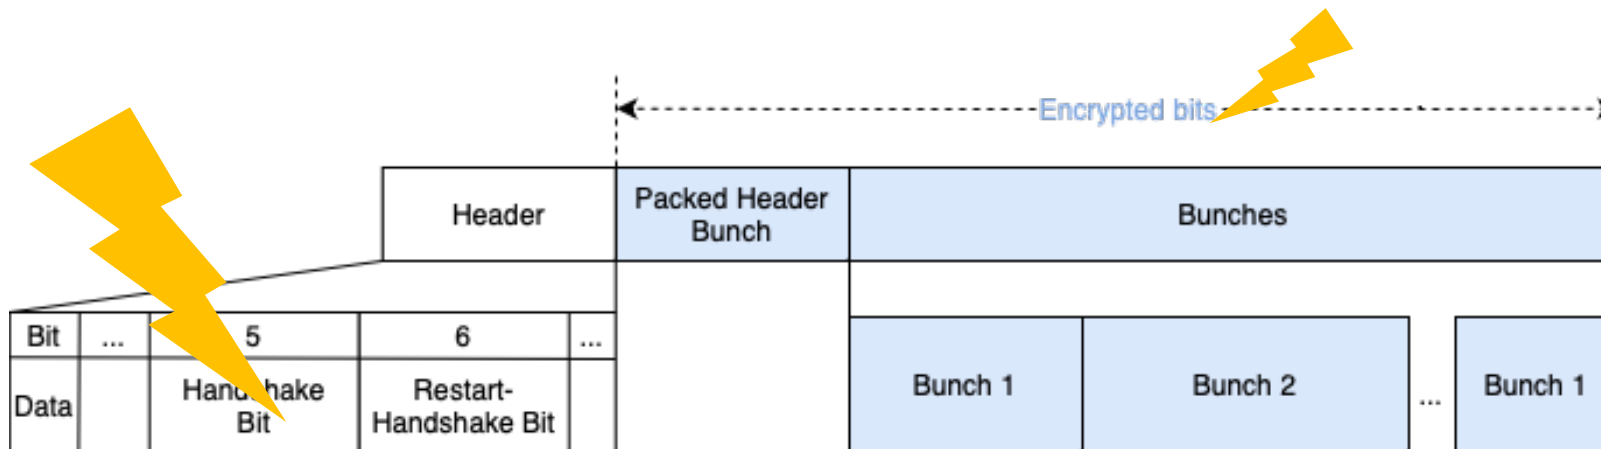 Encrypted bits
Header
Packed Header
Bunch
Bunches
Bit ... 5 6 ...
Data
Handshake
Bit
Restart-
Handshake Bit
Bunch 1
Bunch 2
...
Bunch 1